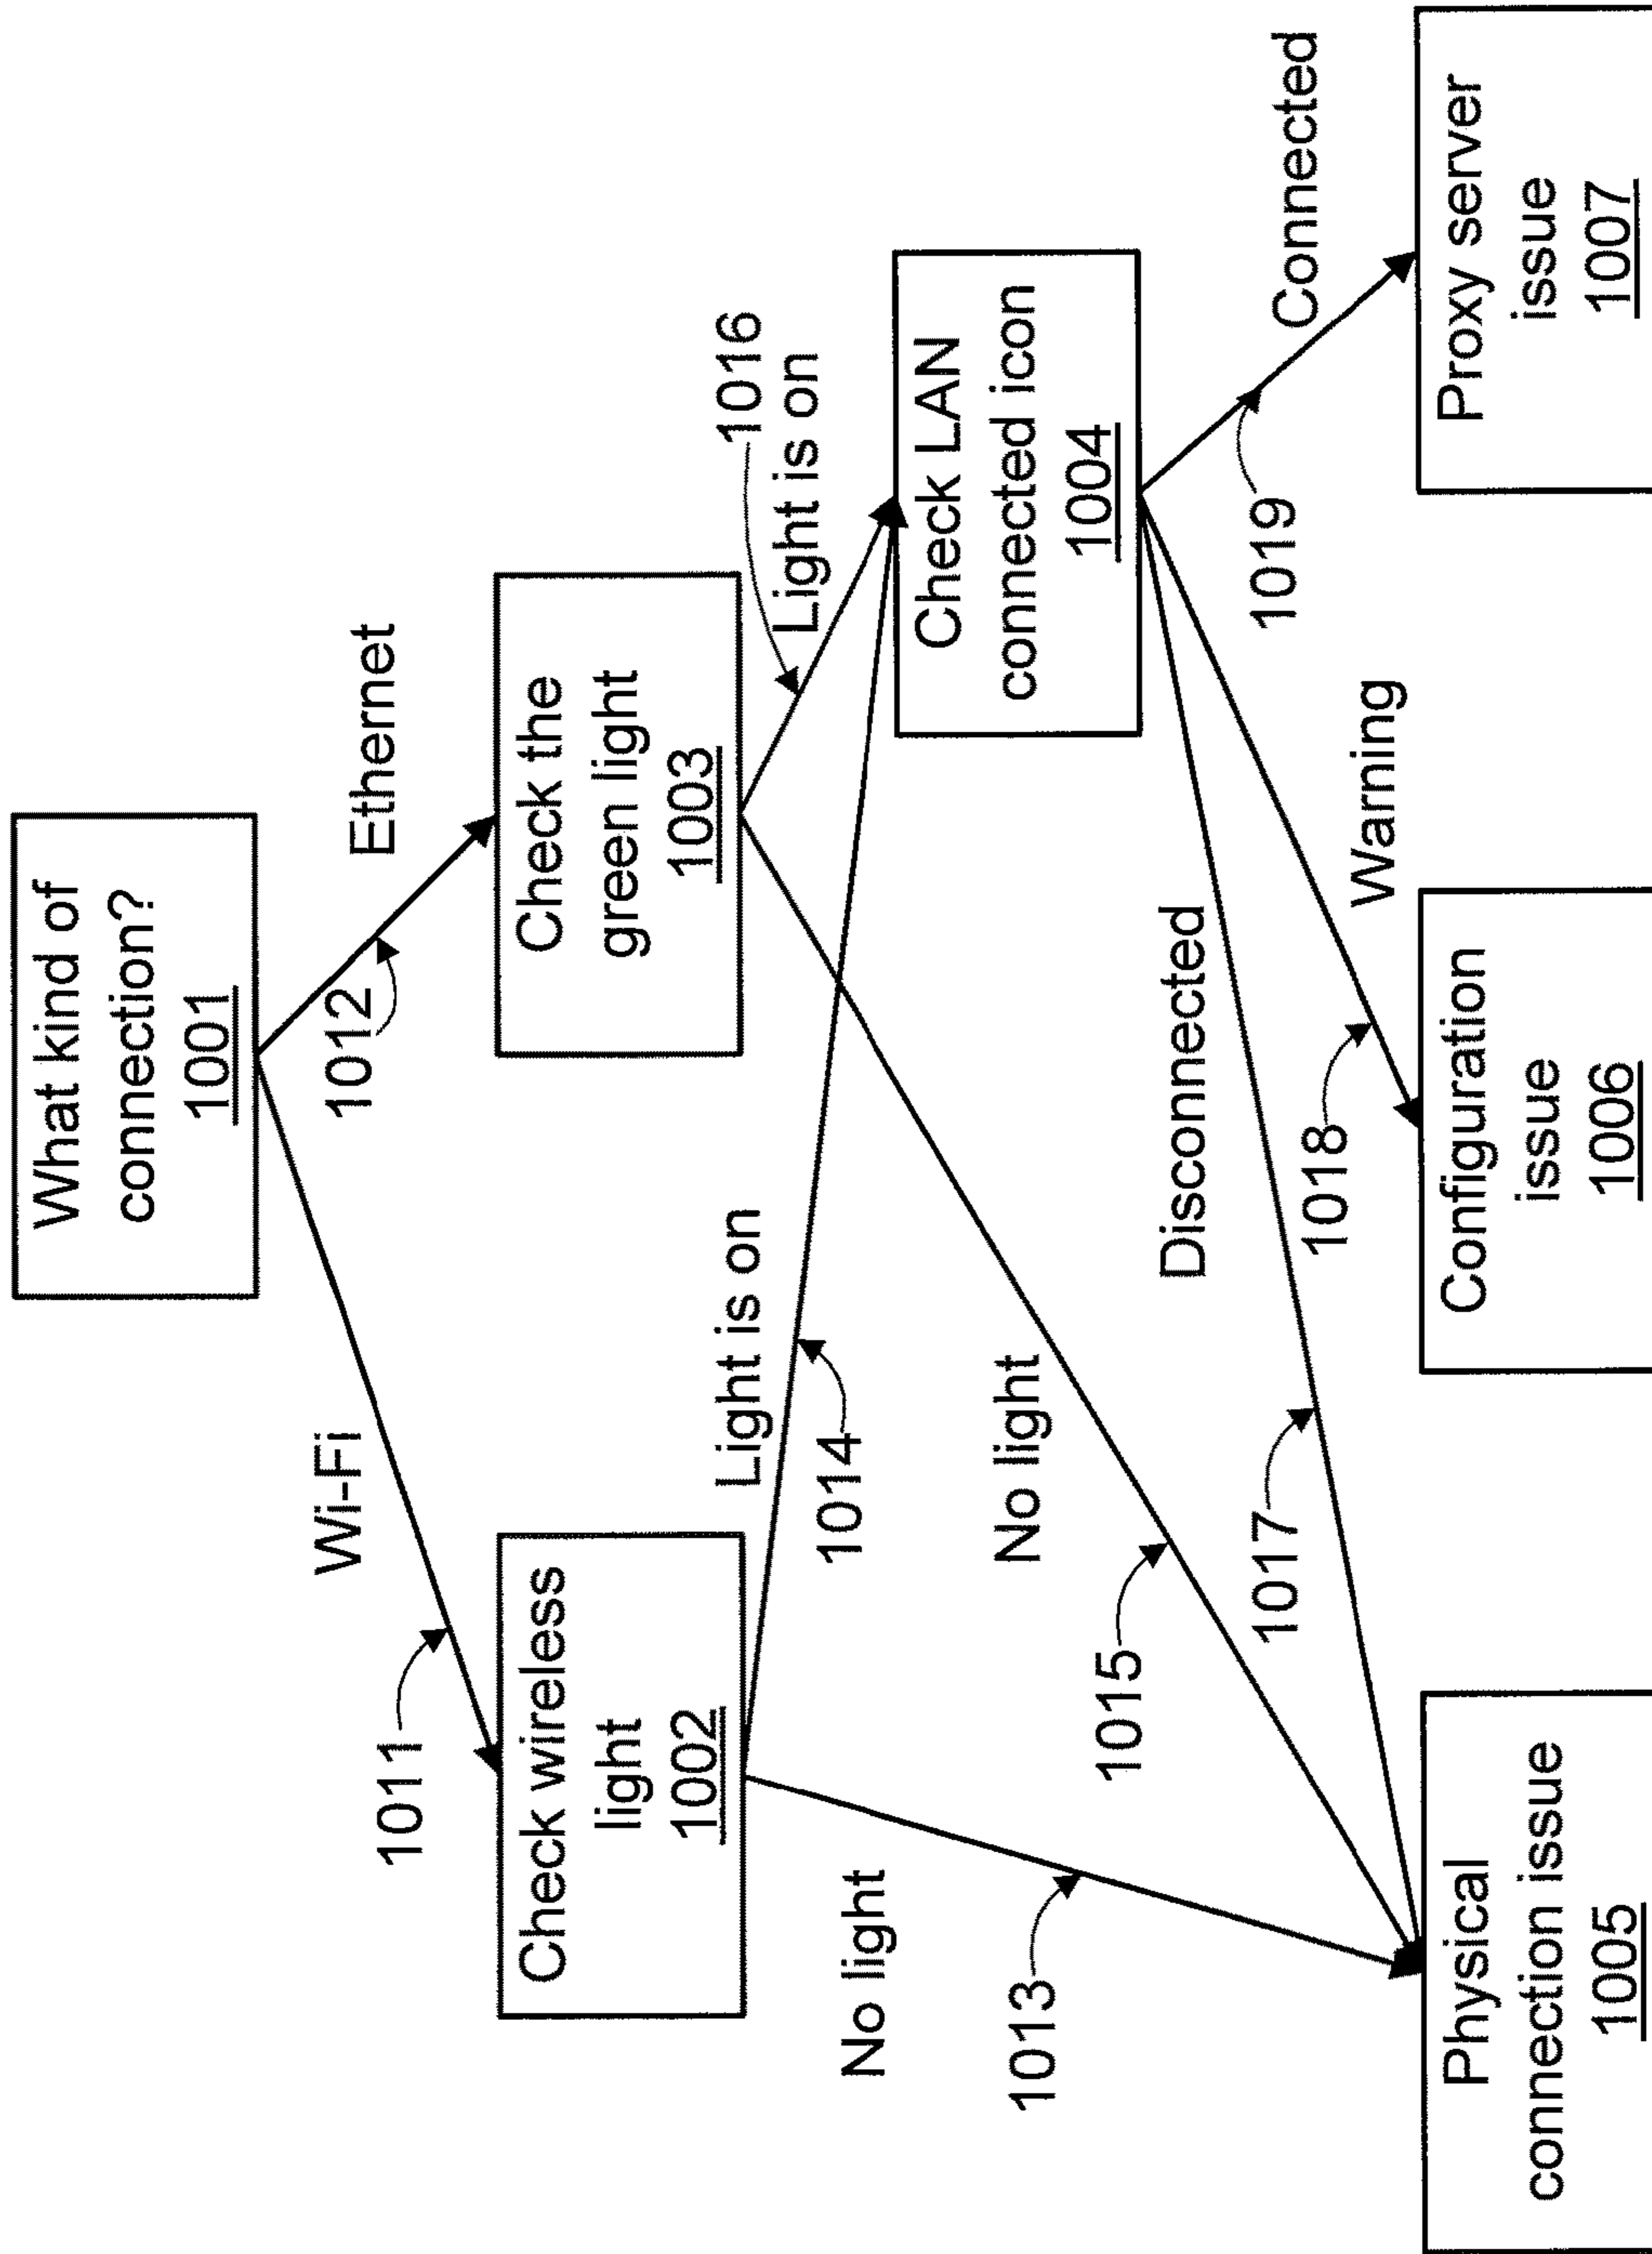 What kind of
connection?
1001
Wi-Fi
Ethernet
1011
1012
Check wireless
light
1002
Check the
green light
1003
No light
Light is on
1016
Light is on
1014
1013
No light
1015
Check LAN
connected icon
1004
Disconnected
1017
1018
Warning
1019
Connected
Physical
connection issue
1005
Configuration
issue
1006
Proxy server
issue
1007